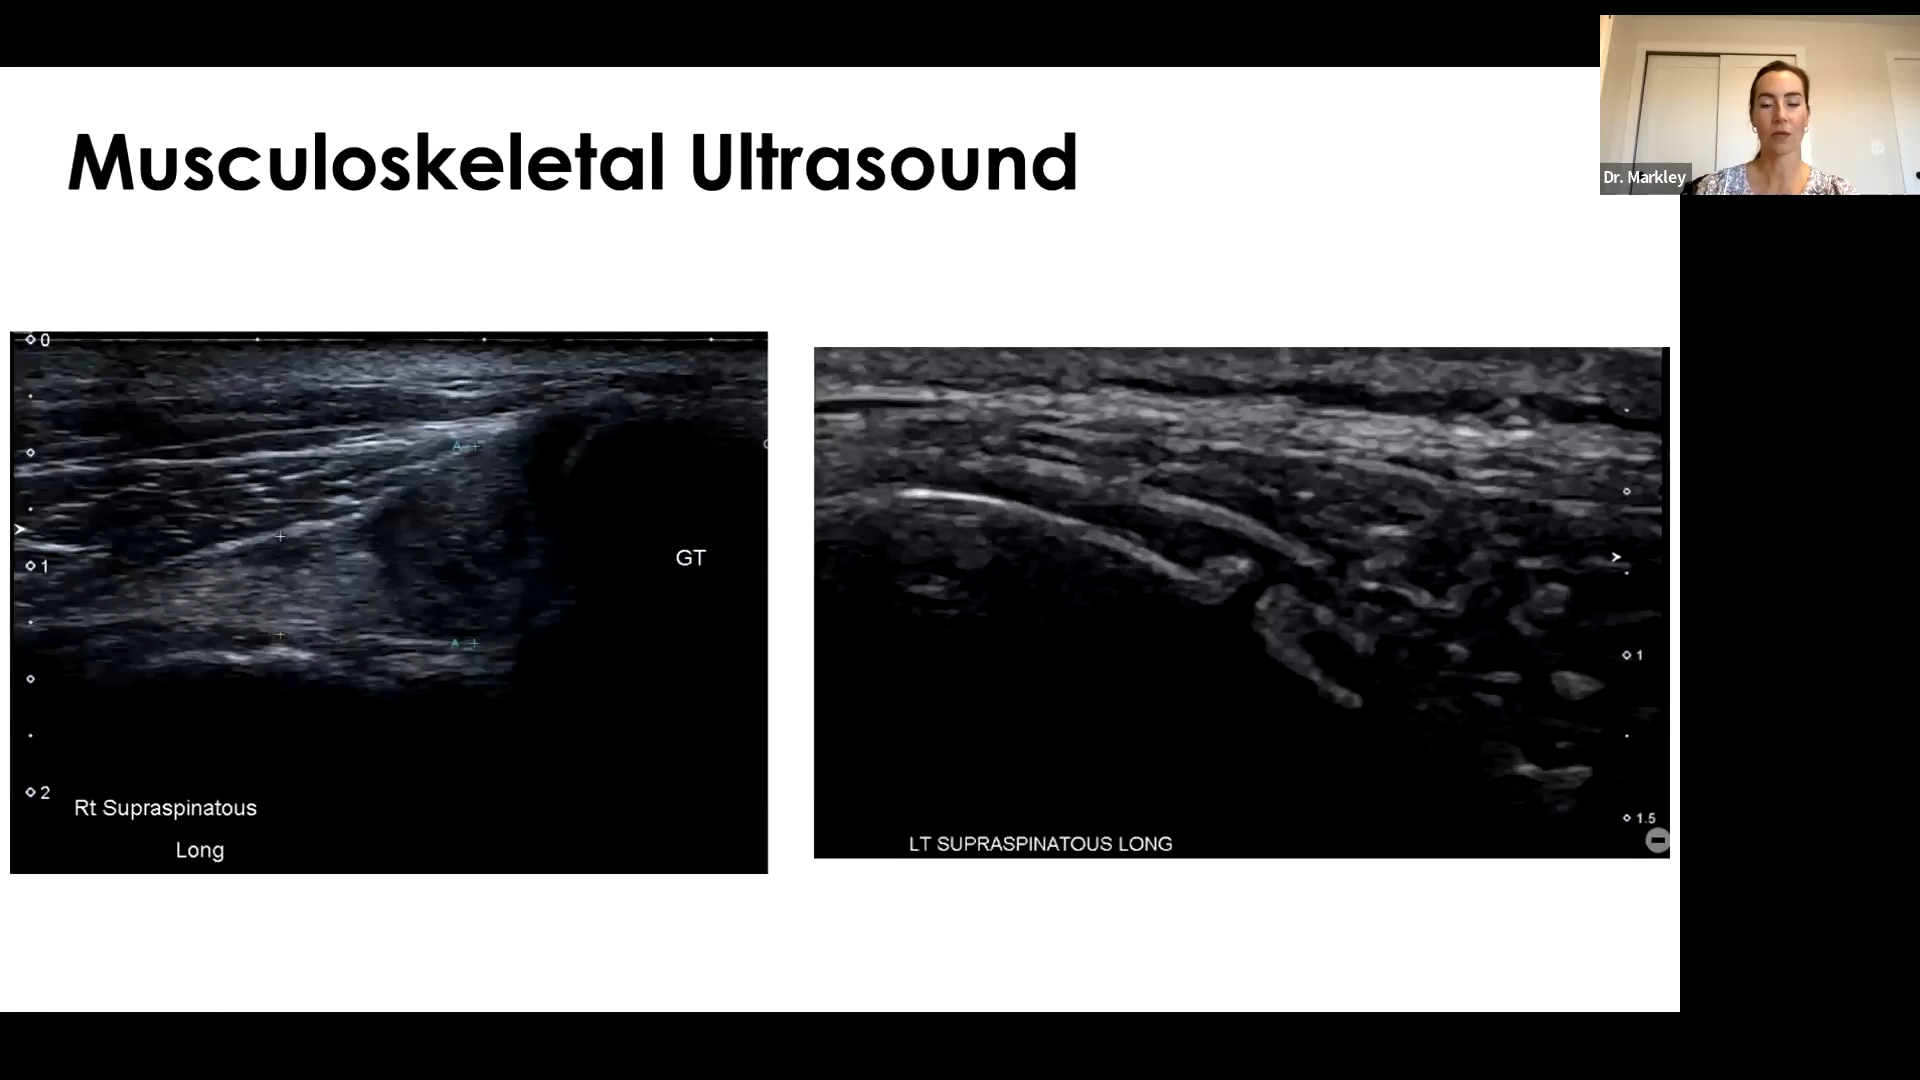 Musculoskeletal Ultrasound
Dr. Markley
0
A
GT
1
A
2
Rt Supraspinatous
Long
1
1.5
LT SUPRASPINATOUS LONG